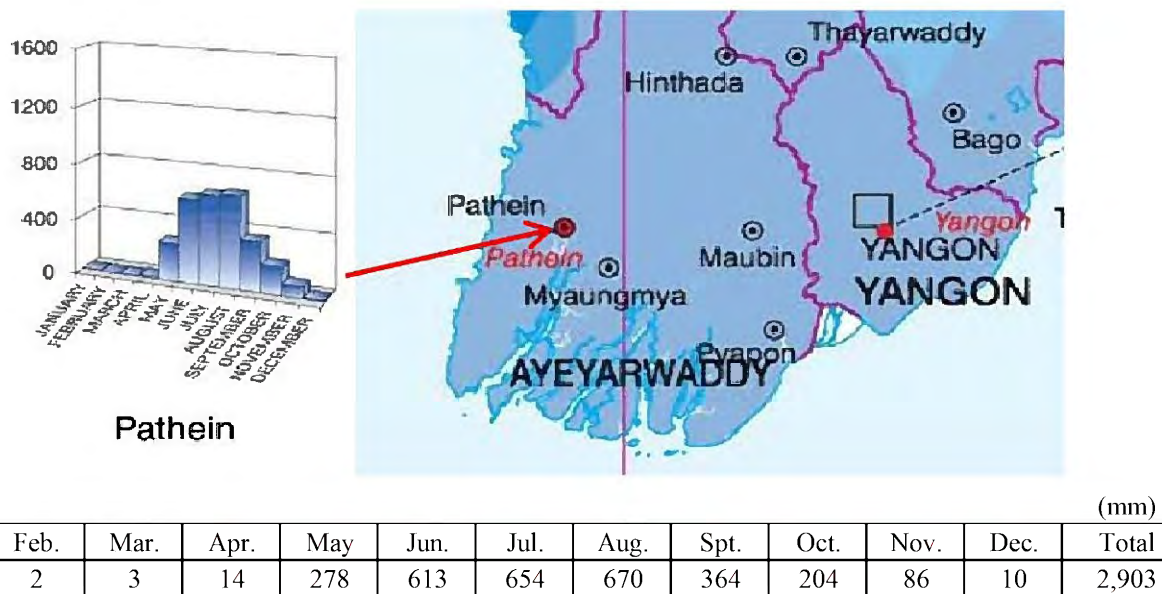 1600
1200
800
400
0
JANUARY
FEBRUARY
MARCH
APRIL
MAY
JUNE
JULY
AUGUST
SEPTEMBER
OCTOBER
NOVEMBER
DECEMBER
Pathein
Thayarwaddy
Hinthada
Bago
Pathein
Pathein
Yangon
T
Maubin
YANGON
Myaungmya
YANGON
Pyapon
AYEYARWADDY
(mm)
Feb. Mar. Apr. May Jun. Jul. Aug. Spt. Oct. Nov. Dec. Total
2 3 14 278 613 654 670 364 204 86 10 2,903